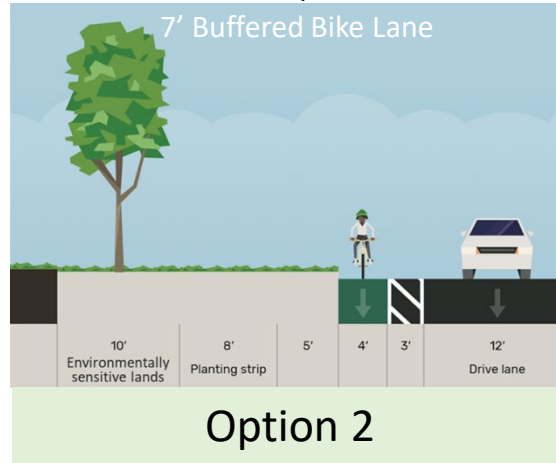 7’ Buffered Bike Lane
10’ 8’ 5’ 4’ 3’ 12’
Environmentally sensitive lands
Planting strip
Drive lane
Option 2